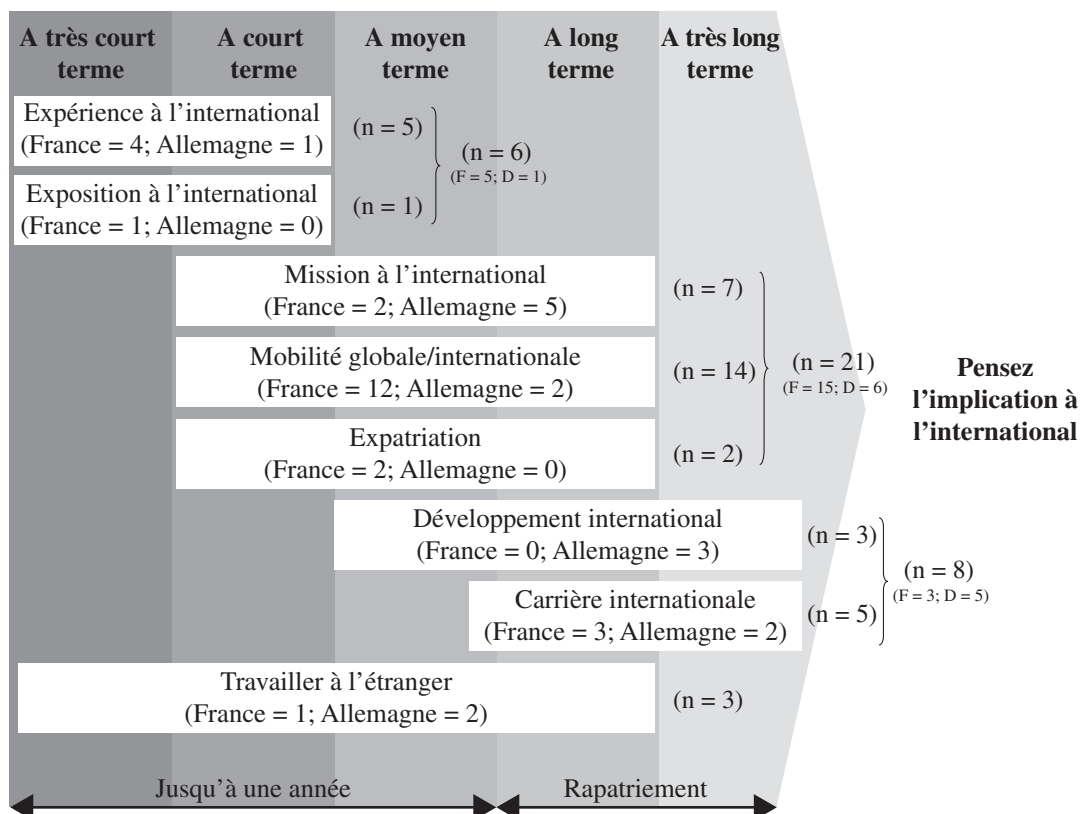 A très court
terme
A court
terme
A moyen
terme
A long
terme
A très long
terme
Expérience à l'international
(France = 4; Allemagne = 1)
(n = 5)
Exposition à l'international
(France = 1; Allemagne = 0)
(n = 1)
(n = 6)
(F = 5; D = 1)
Mission à l'international
(France = 2; Allemagne = 5)
(n = 7)
Mobilité globale/internationale
(France = 12; Allemagne = 2)
(n = 14)
Expatriation
(France = 2; Allemagne = 0)
(n = 2)
(n = 21)
(F = 15; D = 6)
Développement international
(France = 0; Allemagne = 3)
(n = 3)
Carrière internationale
(France = 3; Allemagne = 2)
(n = 5)
(n = 8)
(F = 3; D = 5)
Travailler à l'étranger
(France = 1; Allemagne = 2)
(n = 3)
Pensez
l'implication à
l'international
Jusqu'à une année
Rapatriement